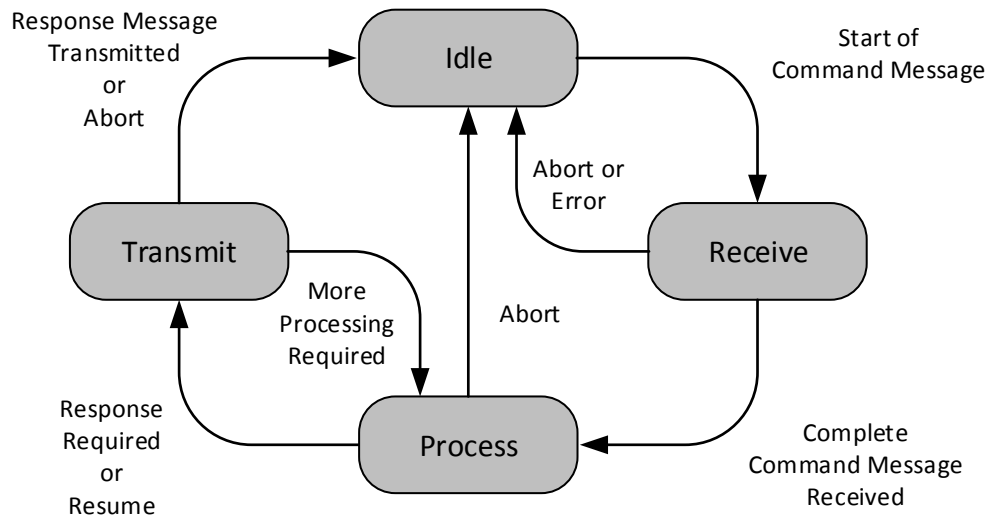 Response Message
Transmitted
or
Abort
Idle
Start of
Command Message
Abort or
Error
Transmit
Receive
More
Processing
Required
Abort
Response
Required
or
Resume
Process
Complete
Command Message
Received